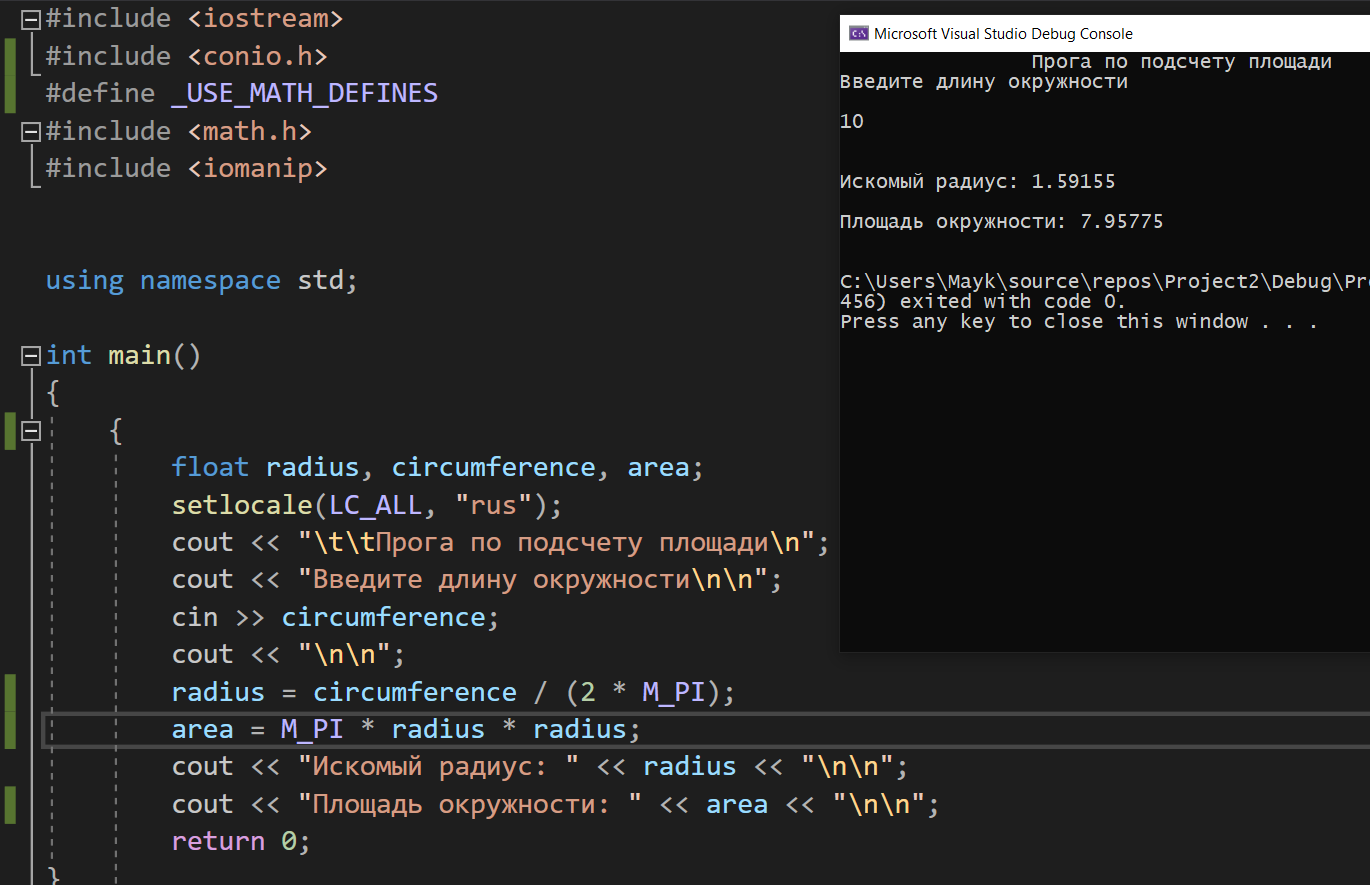 #include <iostream>
#include <conio.h>
#define _USE_MATH_DEFINES
#include <math.h>
#include <iomanip>
using namespace std;
int main()
{
{
float radius, circumference, area;
setlocale(LC_ALL, "rus");
cout << "\t\tПрога по подсчету площади\n";
cout << "Введите длину окружности\n\n";
cin >> circumference;
cout << "\n\n";
radius = circumference / (2 * M_PI);
area = M_PI * radius * radius;
cout << "Искомый радиус: " << radius << "\n\n";
cout << "Площадь окружности: " << area << "\n\n";
return 0;
}
Microsoft Visual Studio Debug Console
Прога по подсчету площади
Введите длину окружности
10
Искомый радиус: 1.59155
Площадь окружности: 7.95775
C:\Users\Mayk\source\repos\Project2\Debug\Pro
456) exited with code 0.
Press any key to close this window . . .